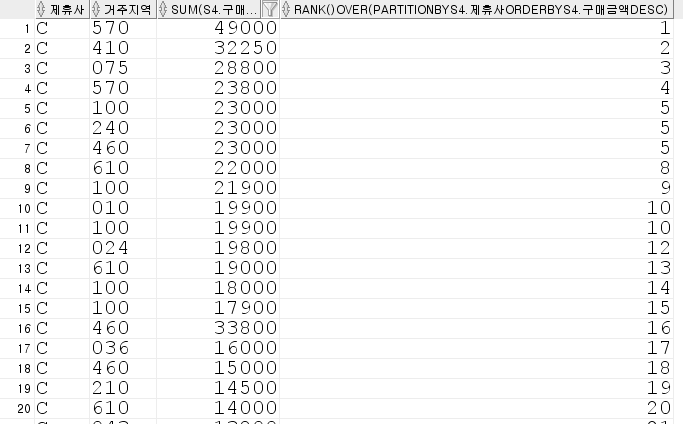 제휴사 거주지역 SUM(S4.구매... RANK()OVER(PARTITIONBYS4.제휴사ORDERBYS4.구매금액DESC)
1 C 570 49000 1
2 C 410 32250 2
3 C 075 28800 3
4 C 570 23800 4
5 C 100 23000 5
6 C 240 23000 5
7 C 460 23000 5
8 C 610 22000 8
9 C 100 21900 9
10 C 010 19900 10
11 C 100 19900 10
12 C 024 19800 12
13 C 610 19000 13
14 C 100 18000 14
15 C 100 17900 15
16 C 460 33800 16
17 C 036 16000 17
18 C 460 15000 18
19 C 210 14500 19
20 C 610 14000 20